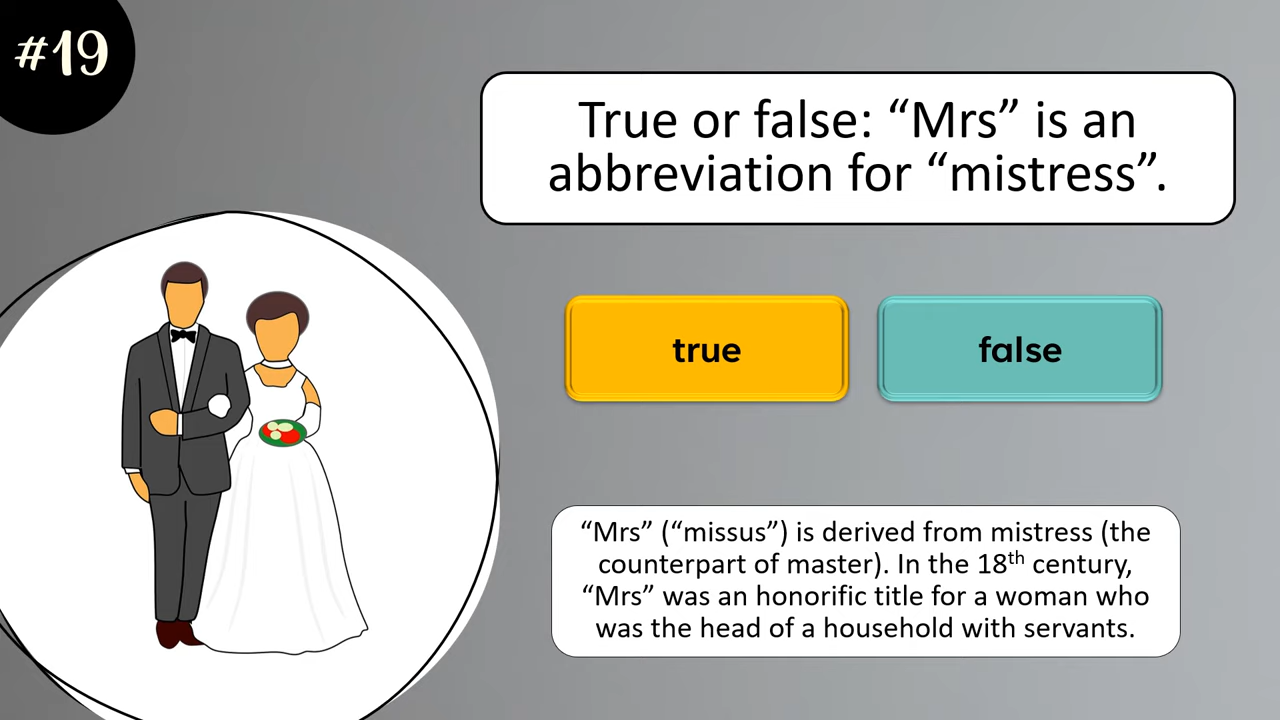 #19
True or false: “Mrs” is an
abbreviation for “mistress”.
true
false
“Mrs” (“missus”) is derived from mistress (the
counterpart of master). In the 18th century,
“Mrs” was an honorific title for a woman who
was the head of a household with servants.